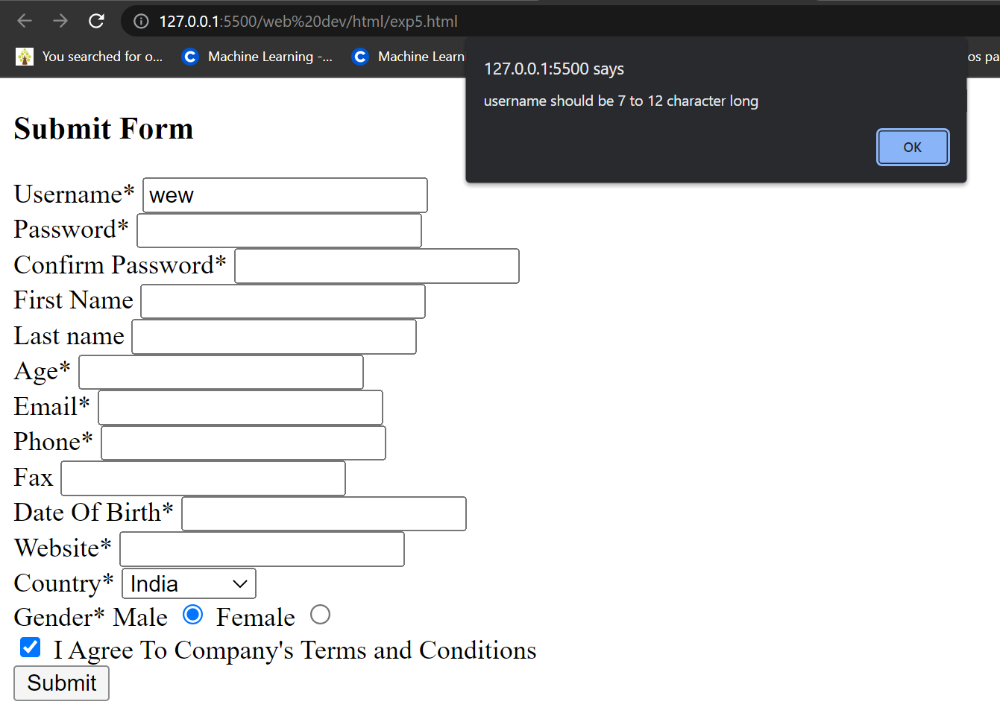 127.0.0.1:5500/web%20dev/html/exp5.html
You searched for o... Machine Learning -... Machine Learni os pa
127.0.0.1:5500 says
username should be 7 to 12 character long
OK
Submit Form
Username* wew
Password*
Confirm Password*
First Name
Last name
Age*
Email*
Phone*
Fax
Date Of Birth*
Website*
Country* India
Gender* Male Female
I Agree To Company's Terms and Conditions
Submit